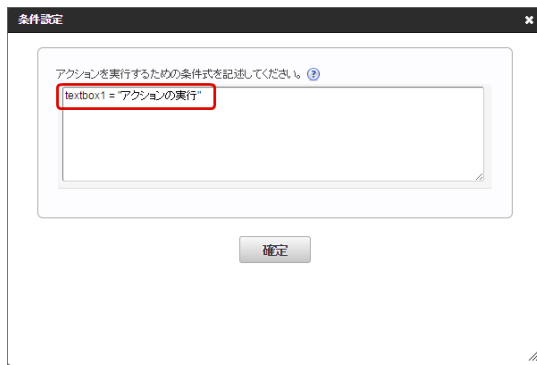 条件設定
アクションを実行するための条件式を記述してください。
textbox1 = "アクションの実行"
確定